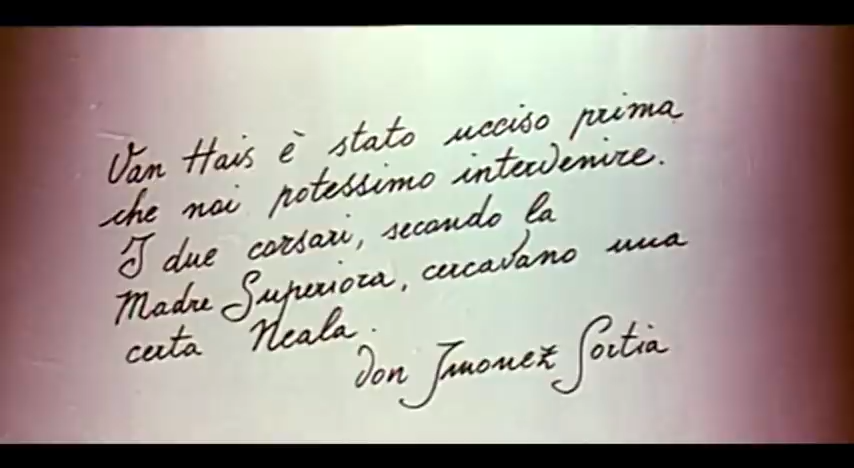 Van Hais è stato ucciso prima
che noi potessimo intervenire.
I due corsari, secondo la
Madre Superiora, cercavano una
certa Neala.
don Jmonez Sortia